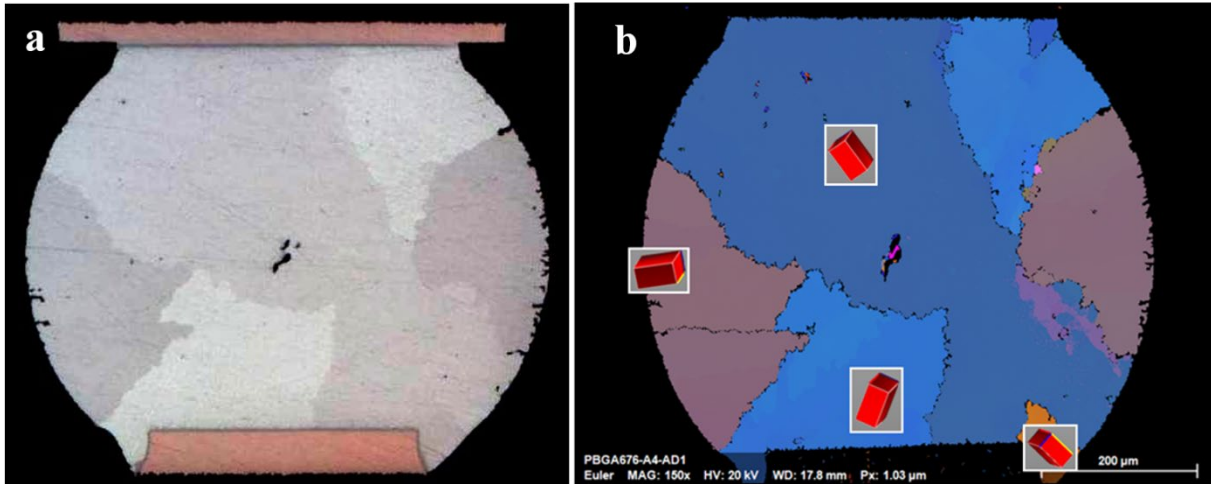 a
b
PBGA676-A4-AD1
Euler MAG: 150x HV: 20 kV WD: 17.8 mm Px: 1.03 µm
200 µm